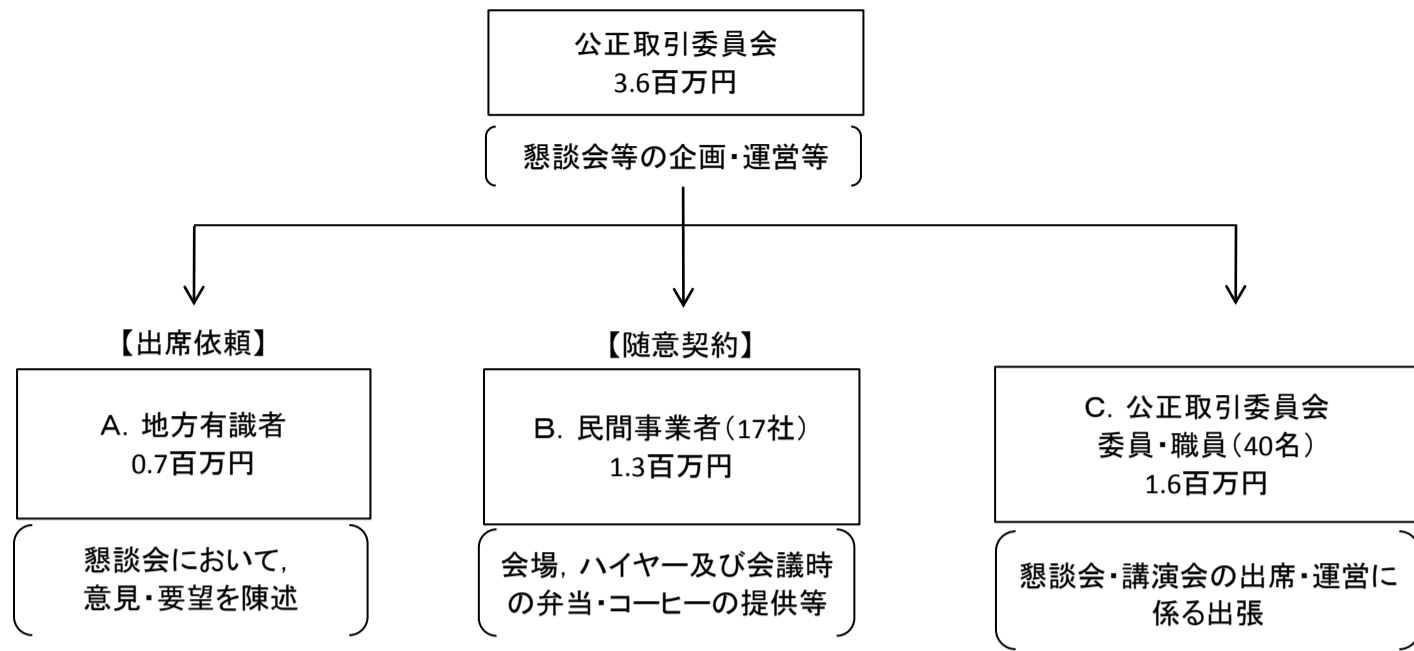 公正取引委員会
3.6百万円
懇談会等の企画・運営等
【出席依頼】
A. 地方有識者
0.7百万円
懇談会において,
意見・要望を陳述
【随意契約】
B. 民間事業者(17社)
1.3百万円
会場, ハイヤー及び会議時
の弁当・コーヒーの提供等
C. 公正取引委員会
委員・職員(40名)
1.6百万円
懇談会・講演会の出席・運営に
係る出張